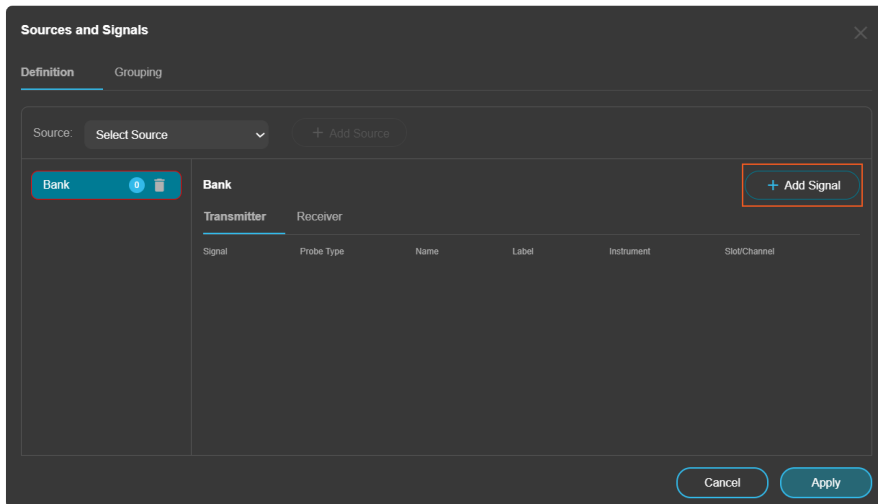 Sources and Signals
Definition Grouping
Source: Select Source + Add Source
Bank 0 Bank + Add Signal
Transmitter Receiver
Signal Probe Type Name Label Instrument Slot/Channel
Cancel Apply